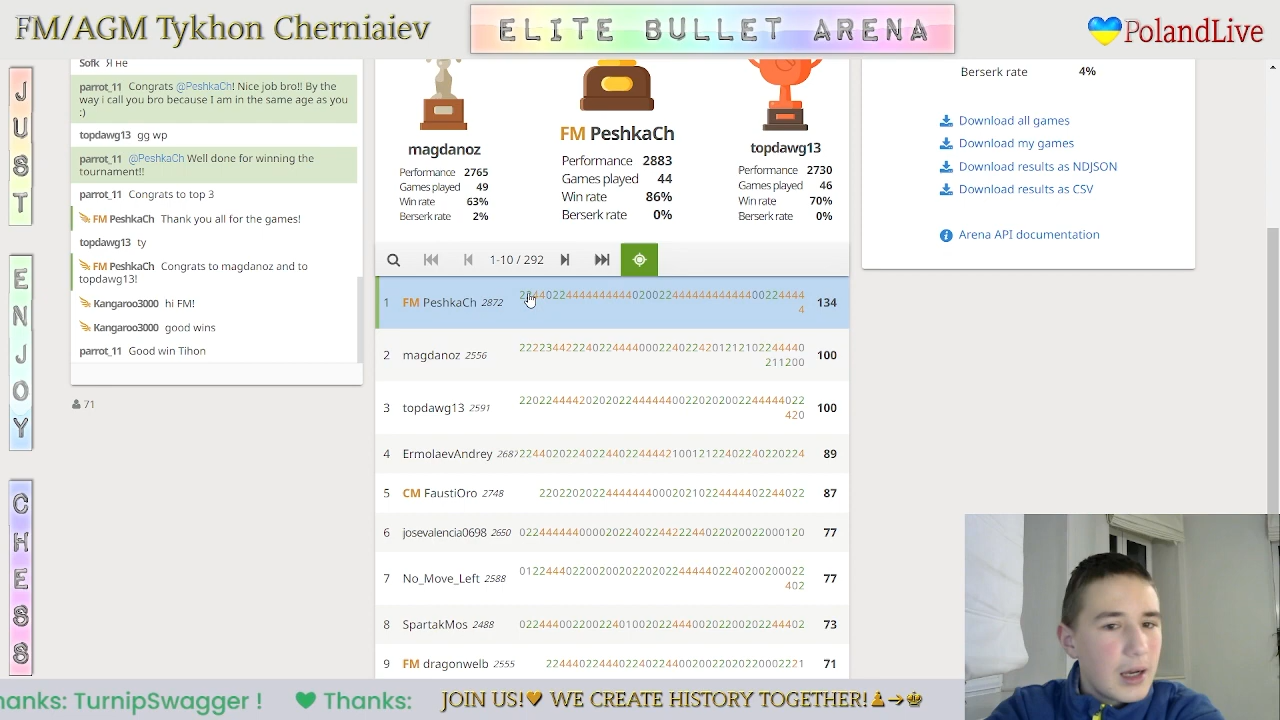 FM/AGM Tykhon Cherniaiev
ELITE BULLET ARENA
PolandLive
JUST
ENJOY
CHESS
Sofk Я не
parrot_11 Congrats @PeshkaCh! Nice job bro!! By the
way i call you bro because I am in the same age as you
:)
topdawg13 gg wp
parrot_11 @PeshkaCh Well done for winning the
tournament!!
parrot_11 Congrats to top 3
FM PeshkaCh Thank you all for the games!
topdawg13 ty
FM PeshkaCh Congrats to magdanoz and to
topdawg13!
Kangaroo3000 hi FM!
Kangaroo3000 good wins
parrot_11 Good win Tihon
71
magdanoz
Performance 2765
Games played 49
Win rate 63%
Berserk rate 2%
FM PeshkaCh
Performance 2883
Games played 44
Win rate 86%
Berserk rate 0%
topdawg13
Performance 2730
Games played 46
Win rate 70%
Berserk rate 0%
1-10 / 292
1 FM PeshkaCh 2872 134
2 magdanoz 2556 100
3 topdawg13 2591 100
4 ErmolaevAndrey 2687 89
5 CM FaustiOro 2748 87
6 josevalencia0698 2650 77
7 No_Move_Left 2588 77
8 SpartakMos 2488 73
9 FM dragonwelb 2555 71
Berserk rate 4%
Download all games
Download my games
Download results as NDJSON
Download results as CSV
Arena API documentation
hanks: TurnipSwagger ! Thanks:
JOIN US! WE CREATE HISTORY TOGETHER!